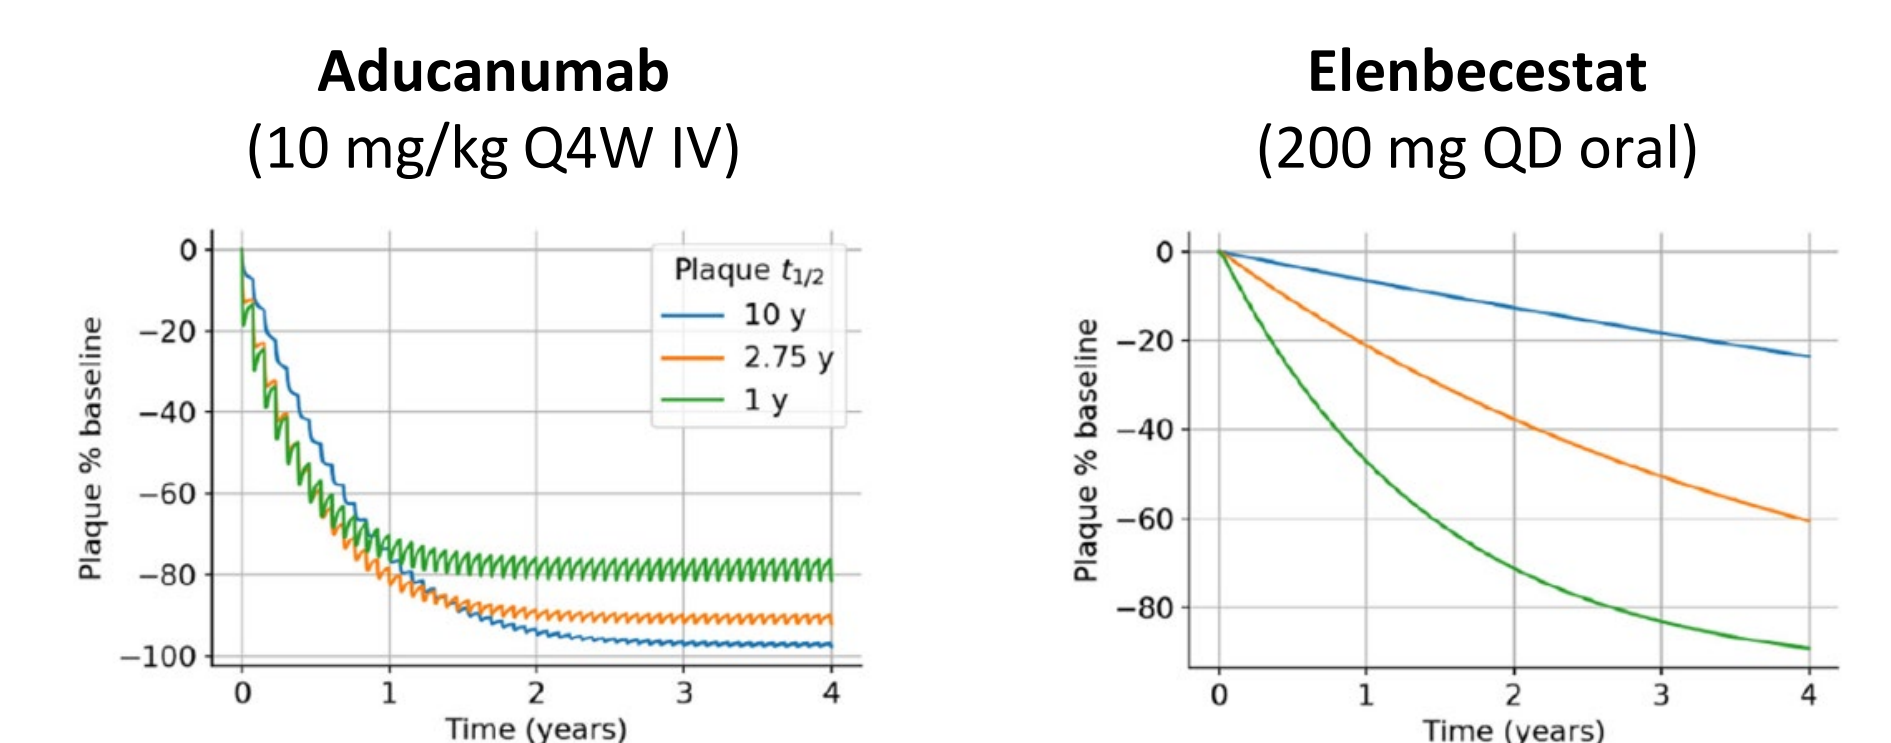 Aducanumab
(10 mg/kg Q4W IV)
Plaque % baseline
0
−20
−40
−60
−80
−100
Plaque t1/2
10 y
2.75 y
1 y
0 1 2 3 4
Time (years)
Elenbecestat
(200 mg QD oral)
Plaque % baseline
0
−20
−40
−60
−80
0 1 2 3 4
Time (years)